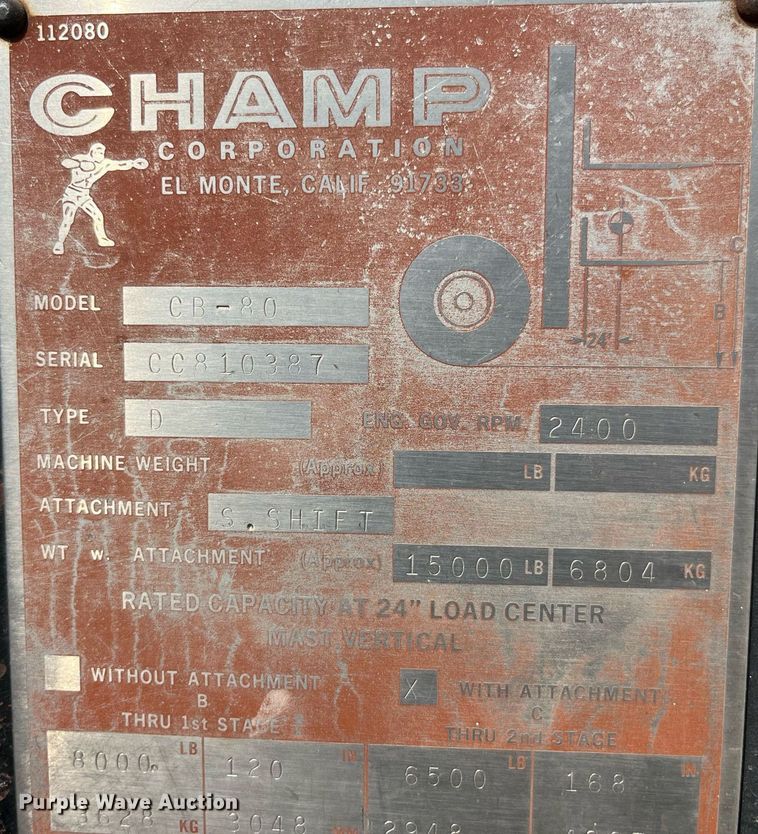 112080
CHAMP
CORPORATION
EL MONTE, CALIF. 91733
C
B
24"
MODEL CB-80
SERIAL CC810387
TYPE D ENG. GOV. RPM 2400
MACHINE WEIGHT (Approx) LB KG
ATTACHMENT S.SHIFT
WT w. ATTACHMENT (Approx) 15000 LB 6804 KG
RATED CAPACITY AT 24" LOAD CENTER
MAST VERTICAL
WITHOUT ATTACHMENT X WITH ATTACHMENT
B C
THRU 1st STAGE THRU 2nd STAGE
8000 LB 120 IN 6500 LB 168 IN
3628 KG 3048 MM 2948
Purple Wave Auction